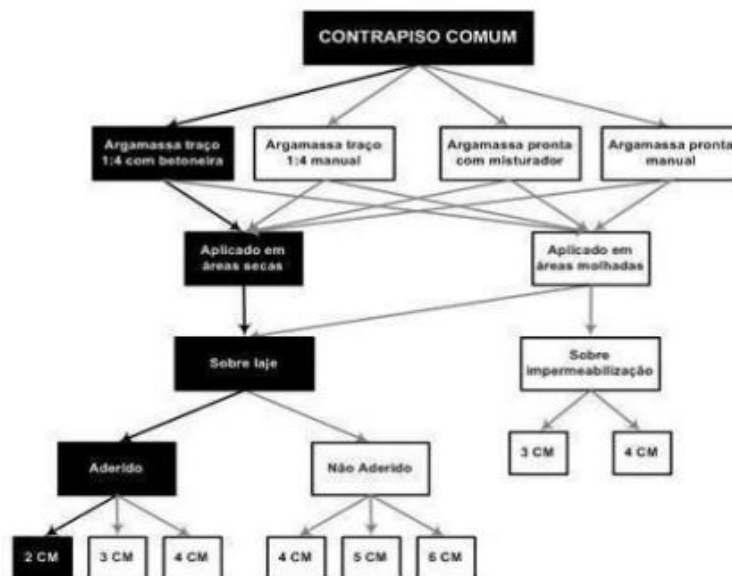 CONTRAPISO COMUM
Argamassa traço
1:4 com betoneira
Argamassa traço
1:4 manual
Argamassa pronta
com misturador
Argamassa pronta
manual
Aplicado em
áreas secas
Aplicado em
áreas molhadas
Sobre laje
Sobre
impermeabilização
3 CM
4 CM
Aderido
Não Aderido
2 CM
3 CM
4 CM
4 CM
5 CM
6 CM